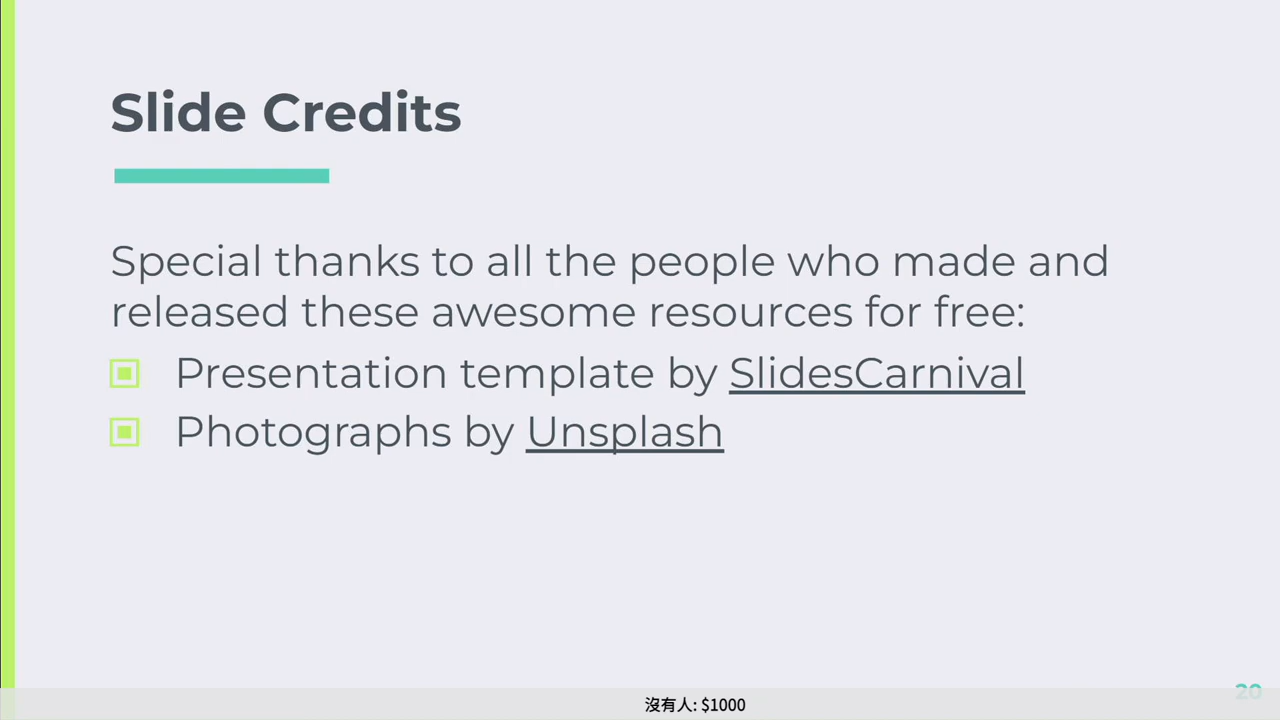 Slide Credits
Special thanks to all the people who made and
released these awesome resources for free:
Presentation template by SlidesCarnival
Photographs by Unsplash
20
沒有人: $1000